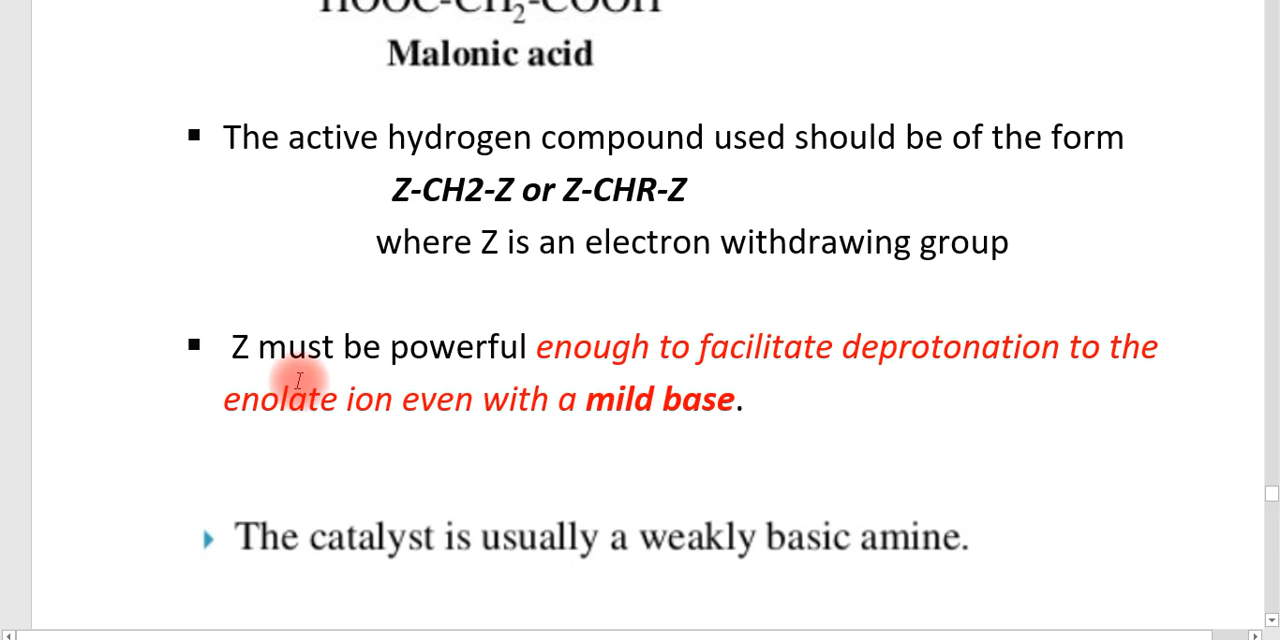 HOOC-CH2-COOH
Malonic acid
▪ The active hydrogen compound used should be of the form
Z-CH2-Z or Z-CHR-Z
where Z is an electron withdrawing group
▪ Z must be powerful enough to facilitate deprotonation to the
enolate ion even with a mild base.
The catalyst is usually a weakly basic amine.